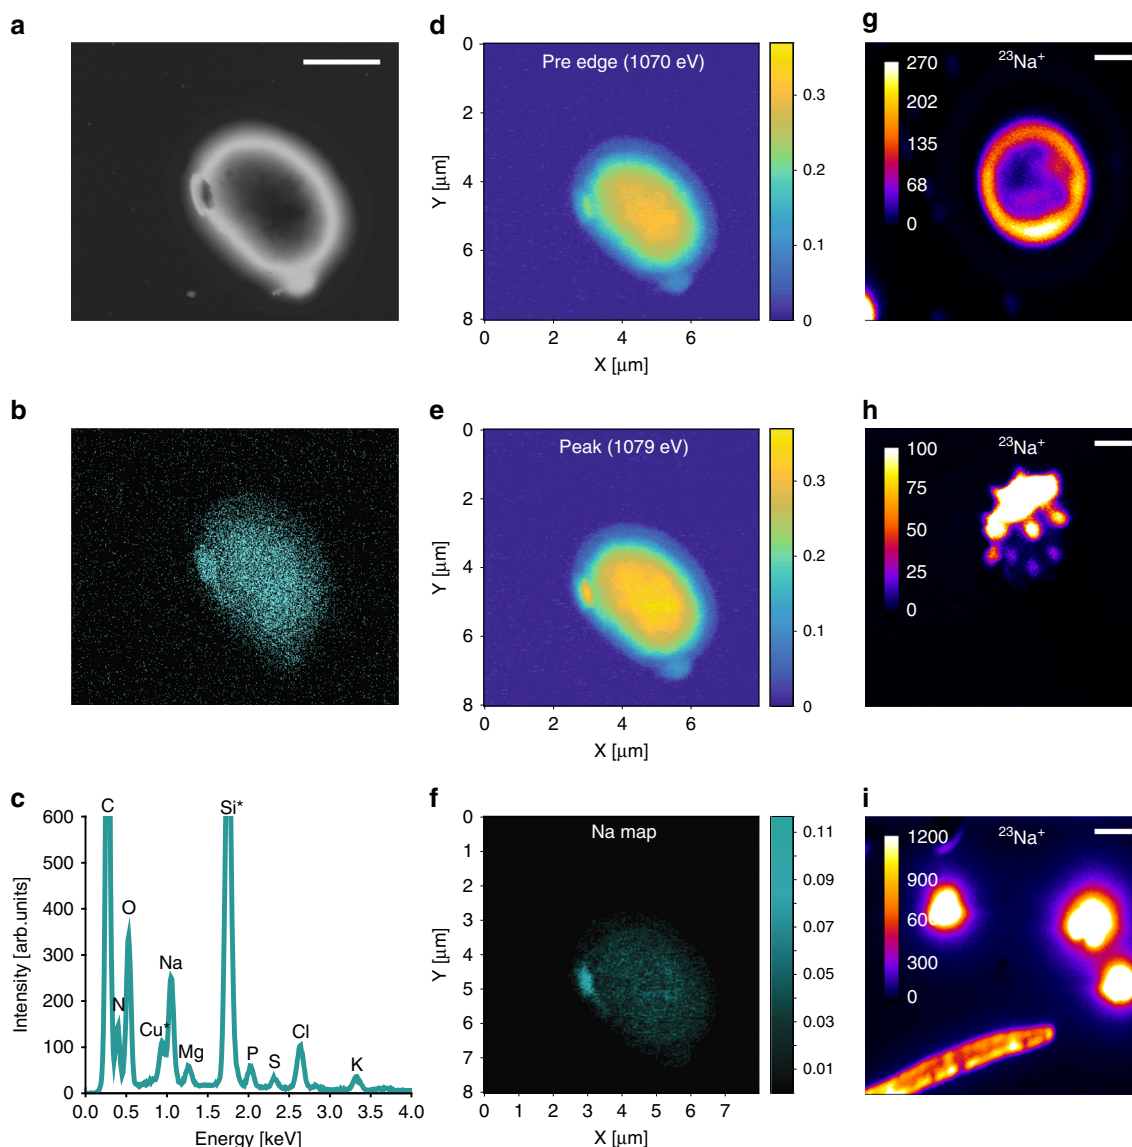 a
b
c
600
500
400
300
200
100
0
Intensity [arb.units]
C
N
O
Cu*
Na
Mg
Si*
P
S
Cl
K
0.0 0.5 1.0 1.5 2.0 2.5 3.0 3.5 4.0
Energy [keV]
d
Pre edge (1070 eV)
0
2
4
6
8
Y [μm]
0 2 4 6
X [μm]
0.3
0.2
0.1
0
e
Peak (1079 eV)
0
2
4
6
8
Y [μm]
0 2 4 6
X [μm]
0.3
0.2
0.1
0
f
Na map
0
1
2
3
4
5
6
7
8
Y [μm]
0 1 2 3 4 5 6 7
X [μm]
0.11
0.09
0.07
0.05
0.03
0.01
g
²³Na⁺
270
202
135
68
0
h
²³Na⁺
100
75
50
25
0
i
²³Na⁺
1200
900
600
300
0